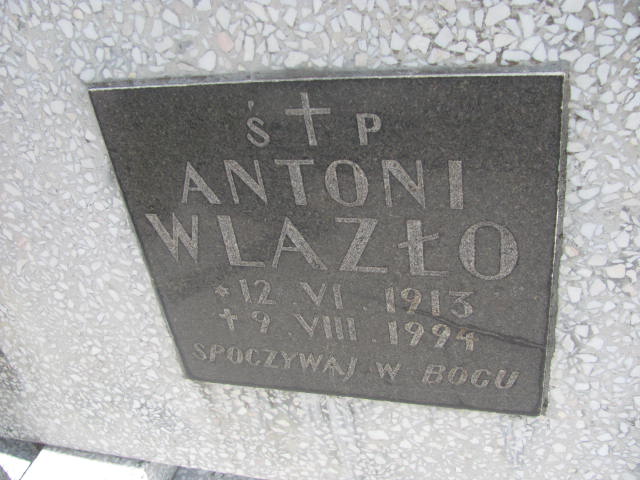 Ś † P
ANTONI
WLAZŁO
* 12 . VI . 1913
† 9 . VIII . 1994
SPOCZYWAJ W BOGU